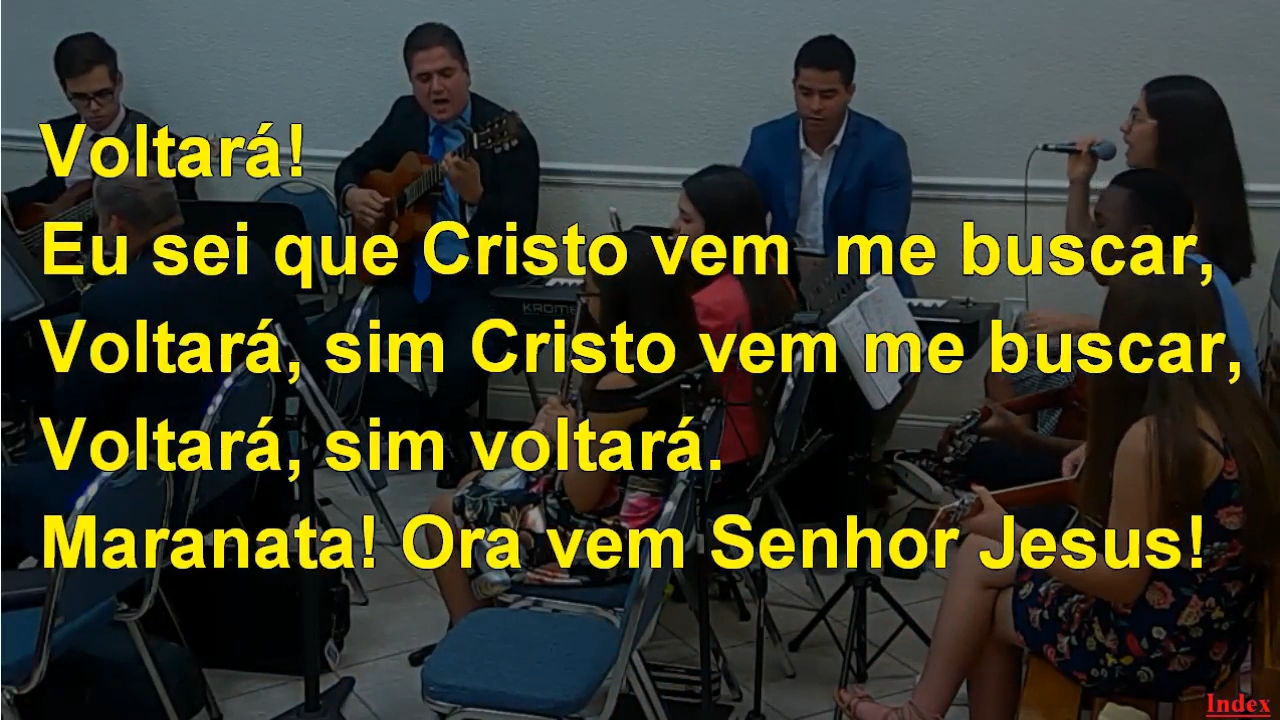 Voltará!
Eu sei que Cristo vem  me buscar,
KROME
Voltará, sim Cristo vem me buscar,
Voltará, sim voltará.
Maranata! Ora vem Senhor Jesus!
Index